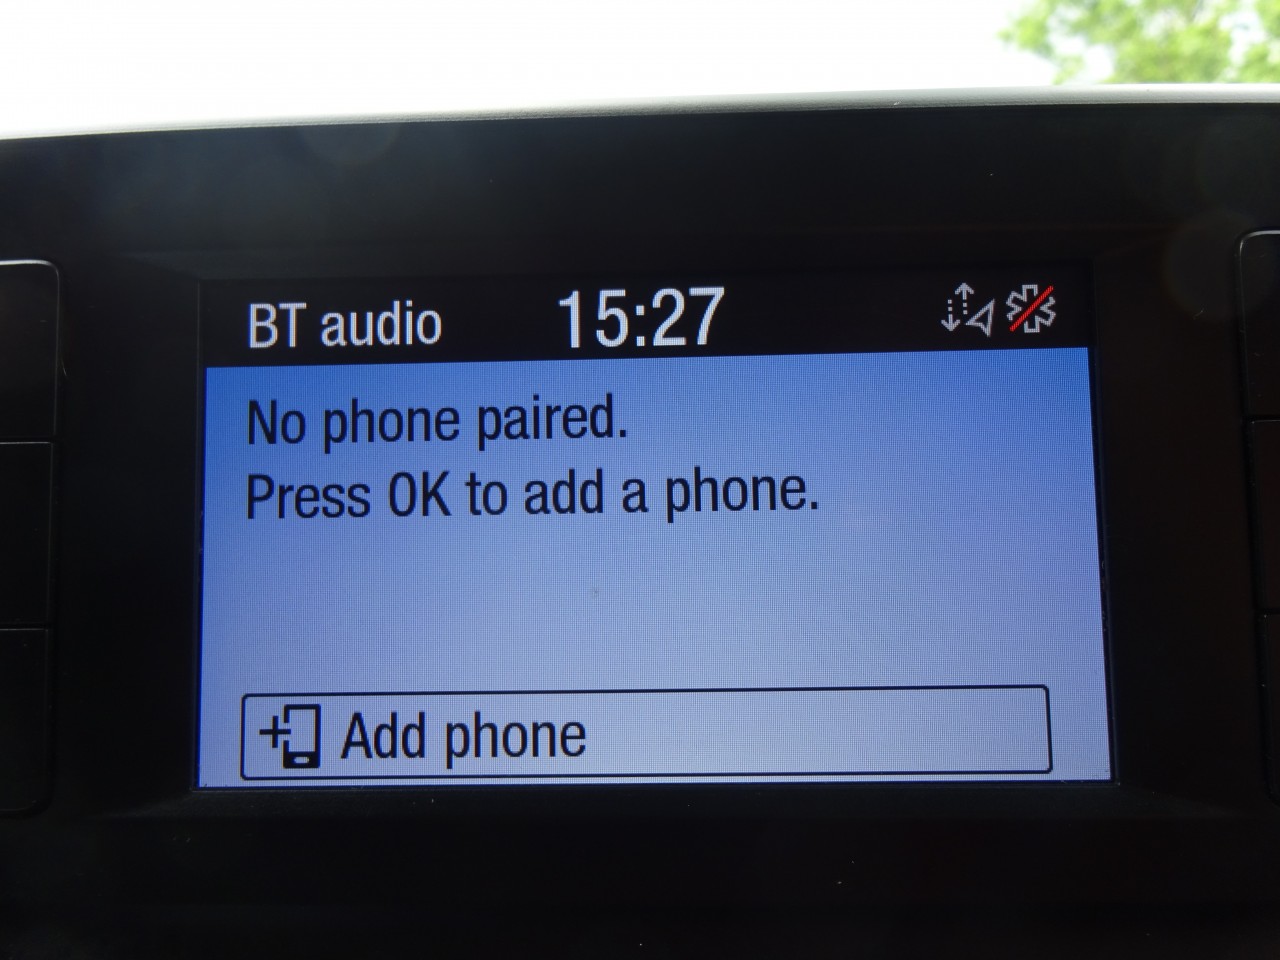 BT audio 15:27
No phone paired.
Press OK to add a phone.
Add phone